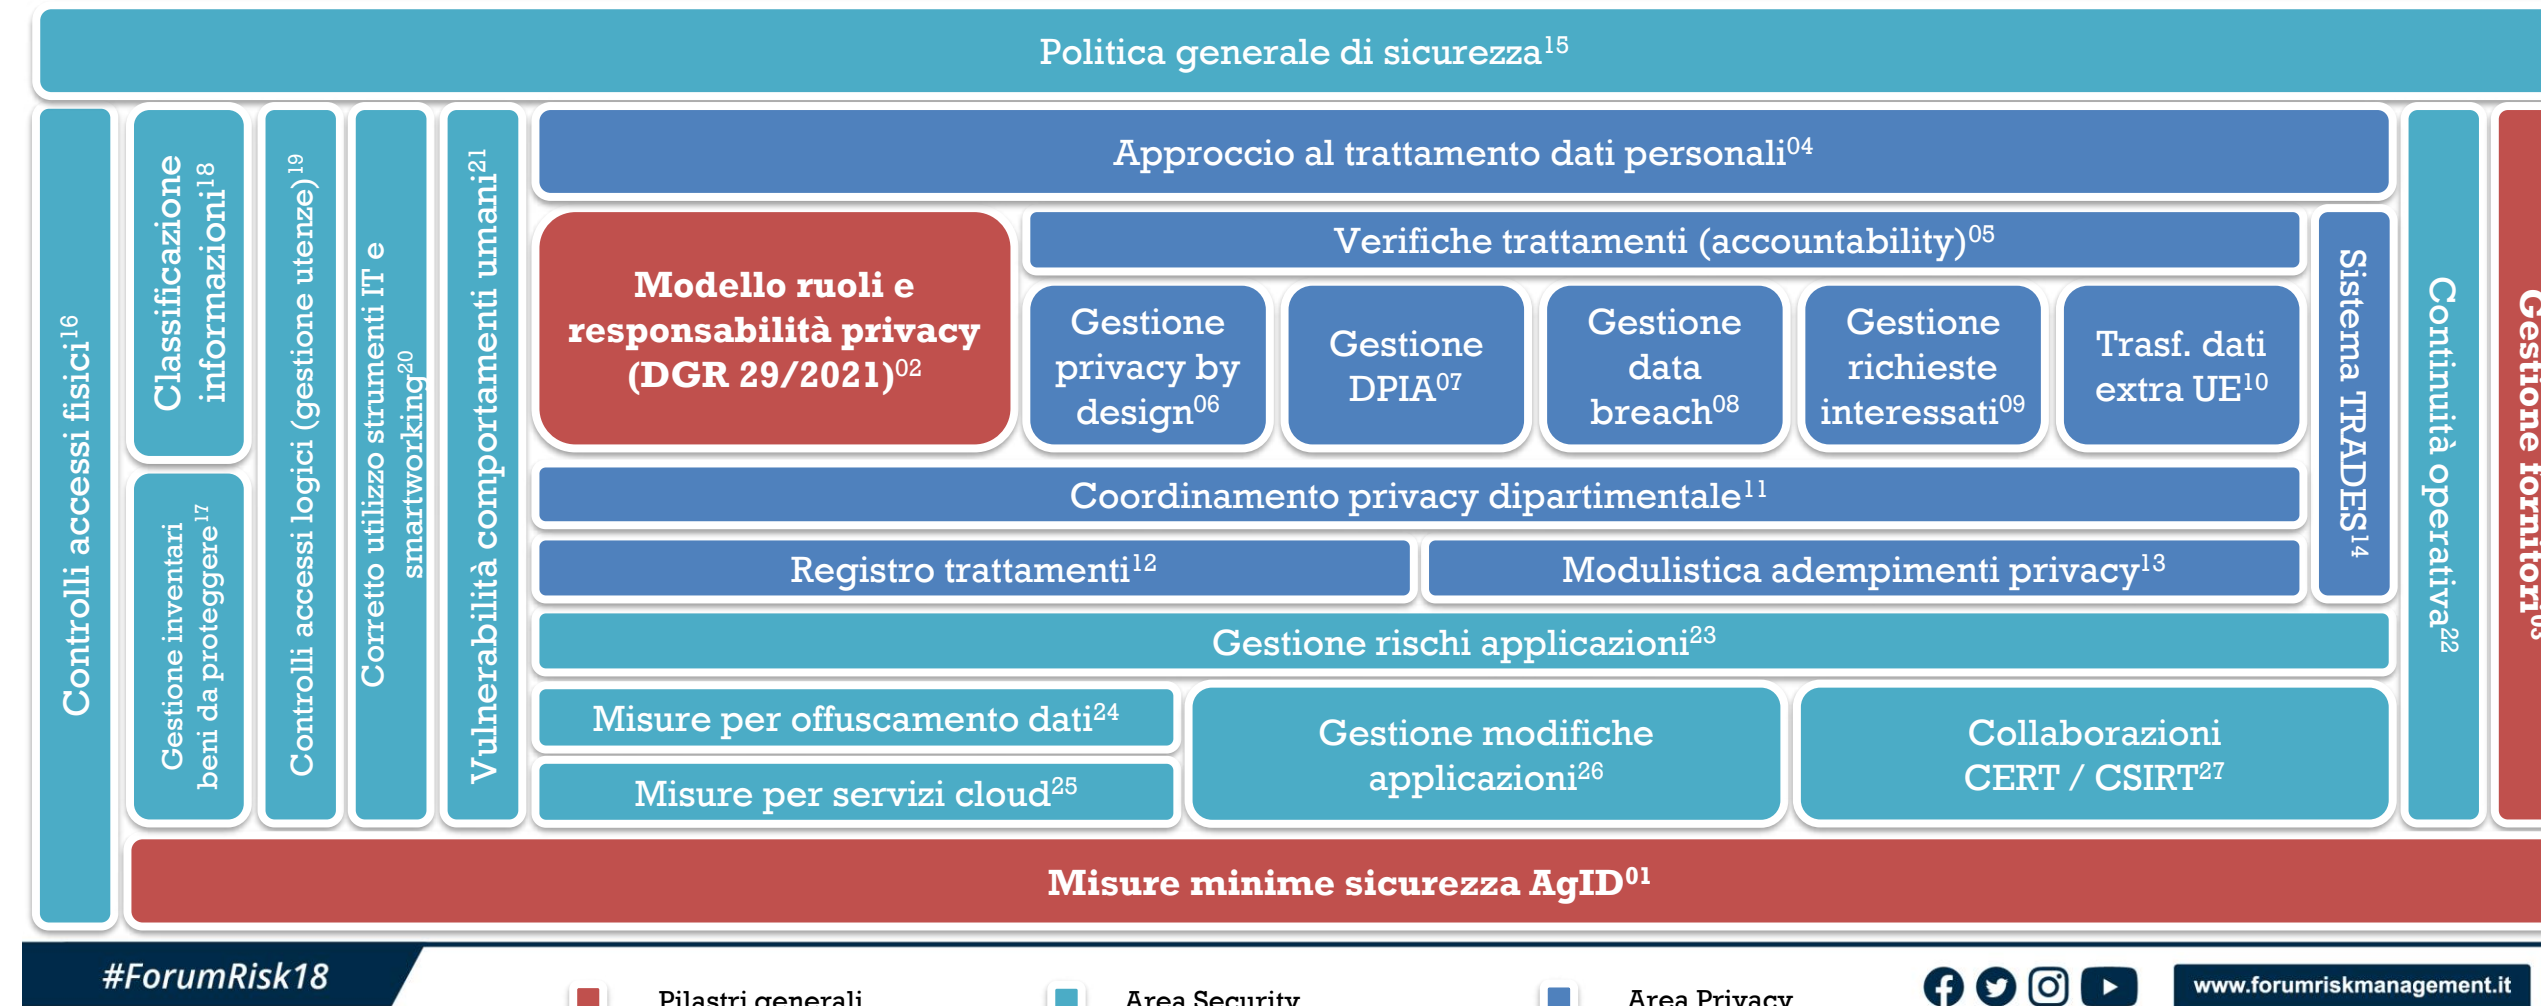 Politica generale di sicurezza15
Controlli accessi fisici16
Classificazione
informazioni18
Gestione inventari
beni da proteggere17
Controlli accessi logici (gestione utenze)19
Corretto utilizzo strumenti IT e
smartworking20
Vulnerabilità comportamenti umani21
Approccio al trattamento dati personali04
Modello ruoli e
responsabilità privacy
(DGR 29/2021)02
Verifiche trattamenti (accountability)05
Gestione
privacy by
design06
Gestione
DPIA07
Gestione
data
breach08
Gestione
richieste
interessati09
Trasf. dati
extra UE10
Sistema TRADES14
Continuità operativa22
Gestione fornitori03
Coordinamento privacy dipartimentale11
Registro trattamenti12
Modulistica adempimenti privacy13
Gestione rischi applicazioni23
Misure per offuscamento dati24
Misure per servizi cloud25
Gestione modifiche
applicazioni26
Collaborazioni
CERT / CSIRT27
Misure minime sicurezza AgID01
#ForumRisk18
Pilastri generali
Area Security
Area Privacy
www.forumriskmanagement.it